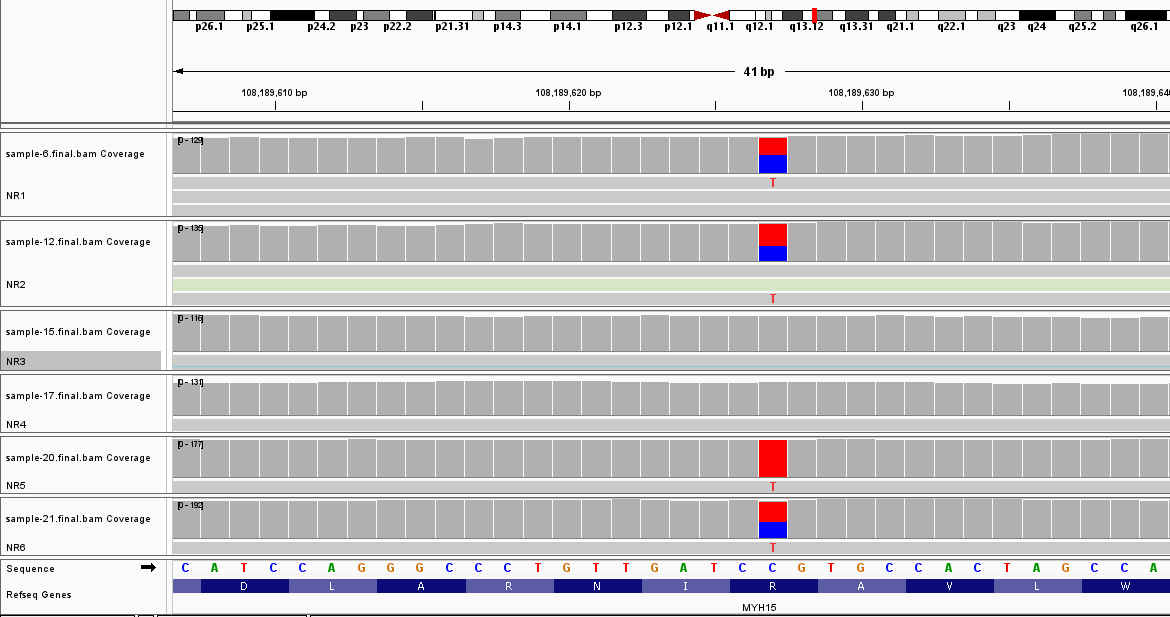 p26.1 p25.1 p24.2 p23 p22.2 p21.31 p14.3 p14.1 p12.3 p12.1 q11.1 q12.1 q13.12 q13.31 q21.1 q22.1 q23 q24 q25.2 q26.1
41 bp
108,189,610 bp 108,189,620 bp 108,189,630 bp 108,189,640
[0 - 129]
sample-6.final.bam Coverage
T
NR1
[0 - 135]
sample-12.final.bam Coverage
NR2
T
[0 - 116]
sample-15.final.bam Coverage
NR3
[0 - 131]
sample-17.final.bam Coverage
NR4
[0 - 177]
sample-20.final.bam Coverage
NR5 T
[0 - 192]
sample-21.final.bam Coverage
NR6 T
Sequence C A T C C A G G G C C C T G T T G A T C C G T G C C A C T A G C C A
D L A R N I R A V L W
Refseq Genes
MYH15